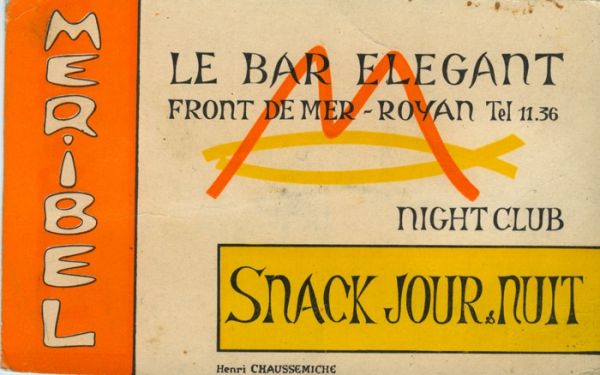 MERIBEL
LE BAR ELEGANT
FRONT DE MER - ROYAN Tel 11.36
NIGHT CLUB
SNACK JOUR & NUIT
Henri CHAUSSEMICHE